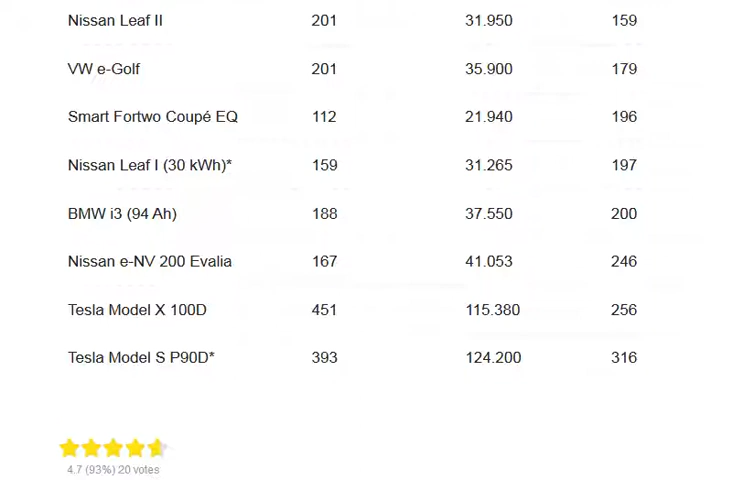 Nissan Leaf II 201 31.950 159
VW e-Golf 201 35.900 179
Smart Fortwo Coupé EQ 112 21.940 196
Nissan Leaf I (30 kWh)* 159 31.265 197
BMW i3 (94 Ah) 188 37.550 200
Nissan e-NV 200 Evalia 167 41.053 246
Tesla Model X 100D 451 115.380 256
Tesla Model S P90D* 393 124.200 316
4.7 (93%) 20 votes